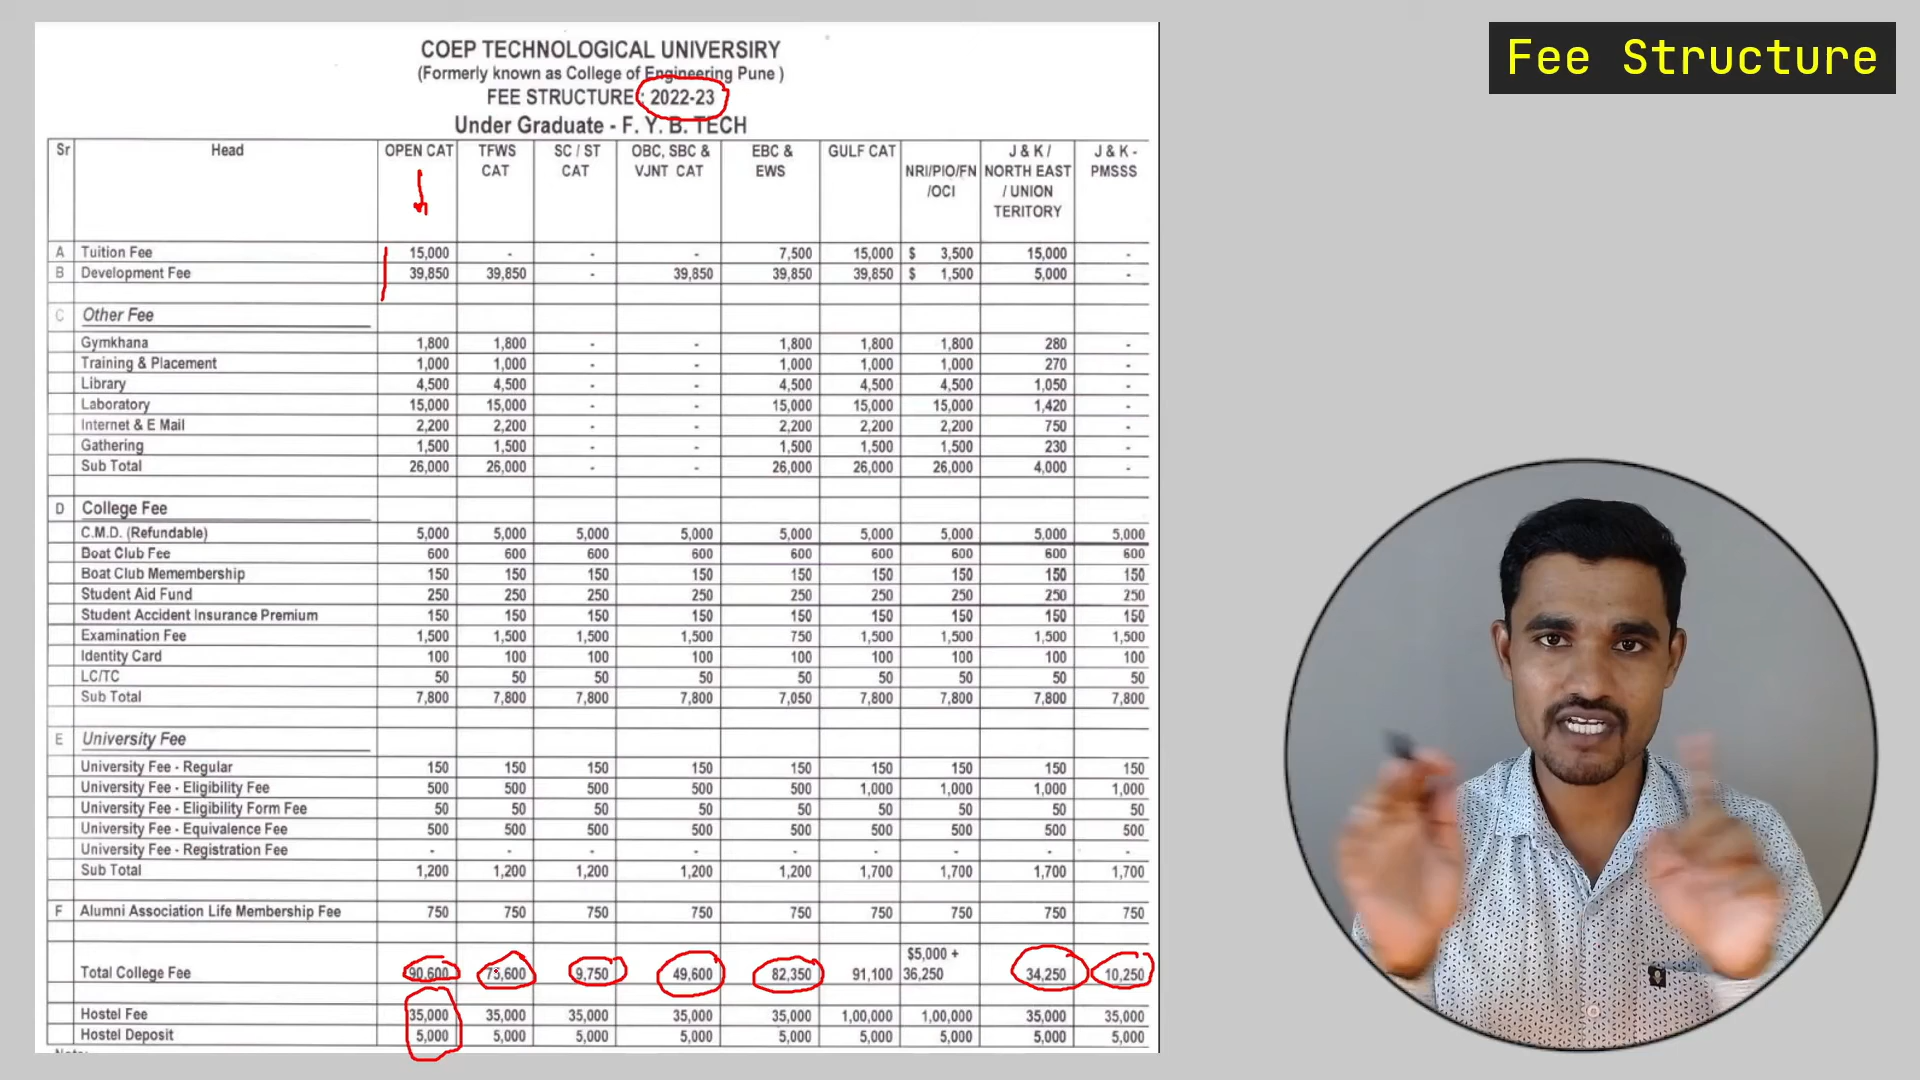 Fee Structure
COEP TECHNOLOGICAL UNIVERSIRY
(Formerly known as College of Engineering Pune )
FEE STRUCTURE : 2022-23
Under Graduate - F. Y. B. TECH
Sr Head OPEN CAT TFWS CAT SC / ST CAT OBC, SBC & VJNT CAT EBC & EWS GULF CAT NRI/PIO/FN /OCI J & K / NORTH EAST / UNION TERITORY J & K - PMSSS
A Tuition Fee 15,000 - - - 7,500 15,000 $ 3,500 15,000 -
B Development Fee 39,850 39,850 - 39,850 39,850 39,850 $ 1,500 5,000 -
C Other Fee
Gymkhana 1,800 1,800 - - 1,800 1,800 1,800 280 -
Training & Placement 1,000 1,000 - - 1,000 1,000 1,000 270 -
Library 4,500 4,500 - - 4,500 4,500 4,500 1,050 -
Laboratory 15,000 15,000 - - 15,000 15,000 15,000 1,420 -
Internet & E Mail 2,200 2,200 - - 2,200 2,200 2,200 750 -
Gathering 1,500 1,500 - - 1,500 1,500 1,500 230 -
Sub Total 26,000 26,000 - - 26,000 26,000 26,000 4,000 -
D College Fee
C.M.D. (Refundable) 5,000 5,000 5,000 5,000 5,000 5,000 5,000 5,000 5,000
Boat Club Fee 600 600 600 600 600 600 600 600 600
Boat Club Memembership 150 150 150 150 150 150 150 150 150
Student Aid Fund 250 250 250 250 250 250 250 250 250
Student Accident Insurance Premium 150 150 150 150 150 150 150 150 150
Examination Fee 1,500 1,500 1,500 1,500 750 1,500 1,500 1,500 1,500
Identity Card 100 100 100 100 100 100 100 100 100
LC/TC 50 50 50 50 50 50 50 50 50
Sub Total 7,800 7,800 7,800 7,800 7,050 7,800 7,800 7,800 7,800
E University Fee
University Fee - Regular 150 150 150 150 150 150 150 150 150
University Fee - Eligibility Fee 500 500 500 500 500 1,000 1,000 1,000 1,000
University Fee - Eligibility Form Fee 50 50 50 50 50 50 50 50 50
University Fee - Equivalence Fee 500 500 500 500 500 500 500 500 500
University Fee - Registration Fee - - - - - - - - -
Sub Total 1,200 1,200 1,200 1,200 1,200 1,700 1,700 1,700 1,700
F Alumni Association Life Membership Fee 750 750 750 750 750 750 750 750 750
Total College Fee 90,600 75,600 9,750 49,600 82,350 91,100 $5,000 + 36,250 34,250 10,250
Hostel Fee 35,000 35,000 35,000 35,000 35,000 1,00,000 1,00,000 35,000 35,000
Hostel Deposit 5,000 5,000 5,000 5,000 5,000 5,000 5,000 5,000 5,000